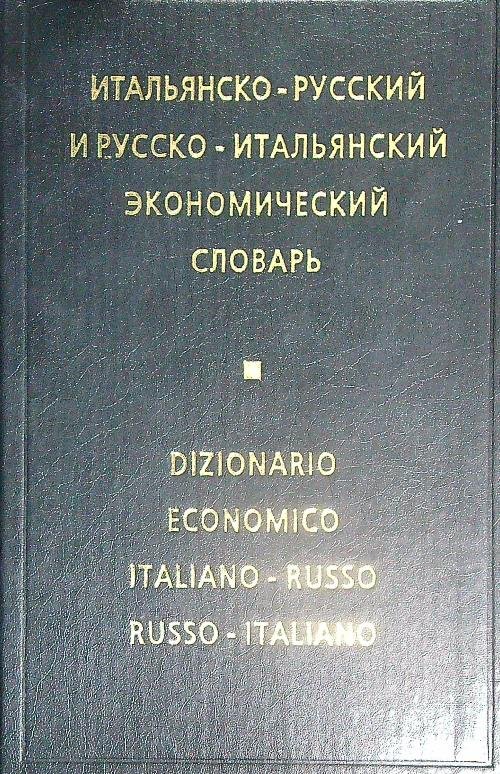 ИТАЛЬЯНСКО - РУССКИЙ
И РУССКО - ИТАЛЬЯНСКИЙ
ЭКОНОМИЧЕСКИЙ
СЛОВАРЬ
DIZIONARIO
ECONOMICO
ITALIANO - RUSSO
RUSSO - ITALIANO